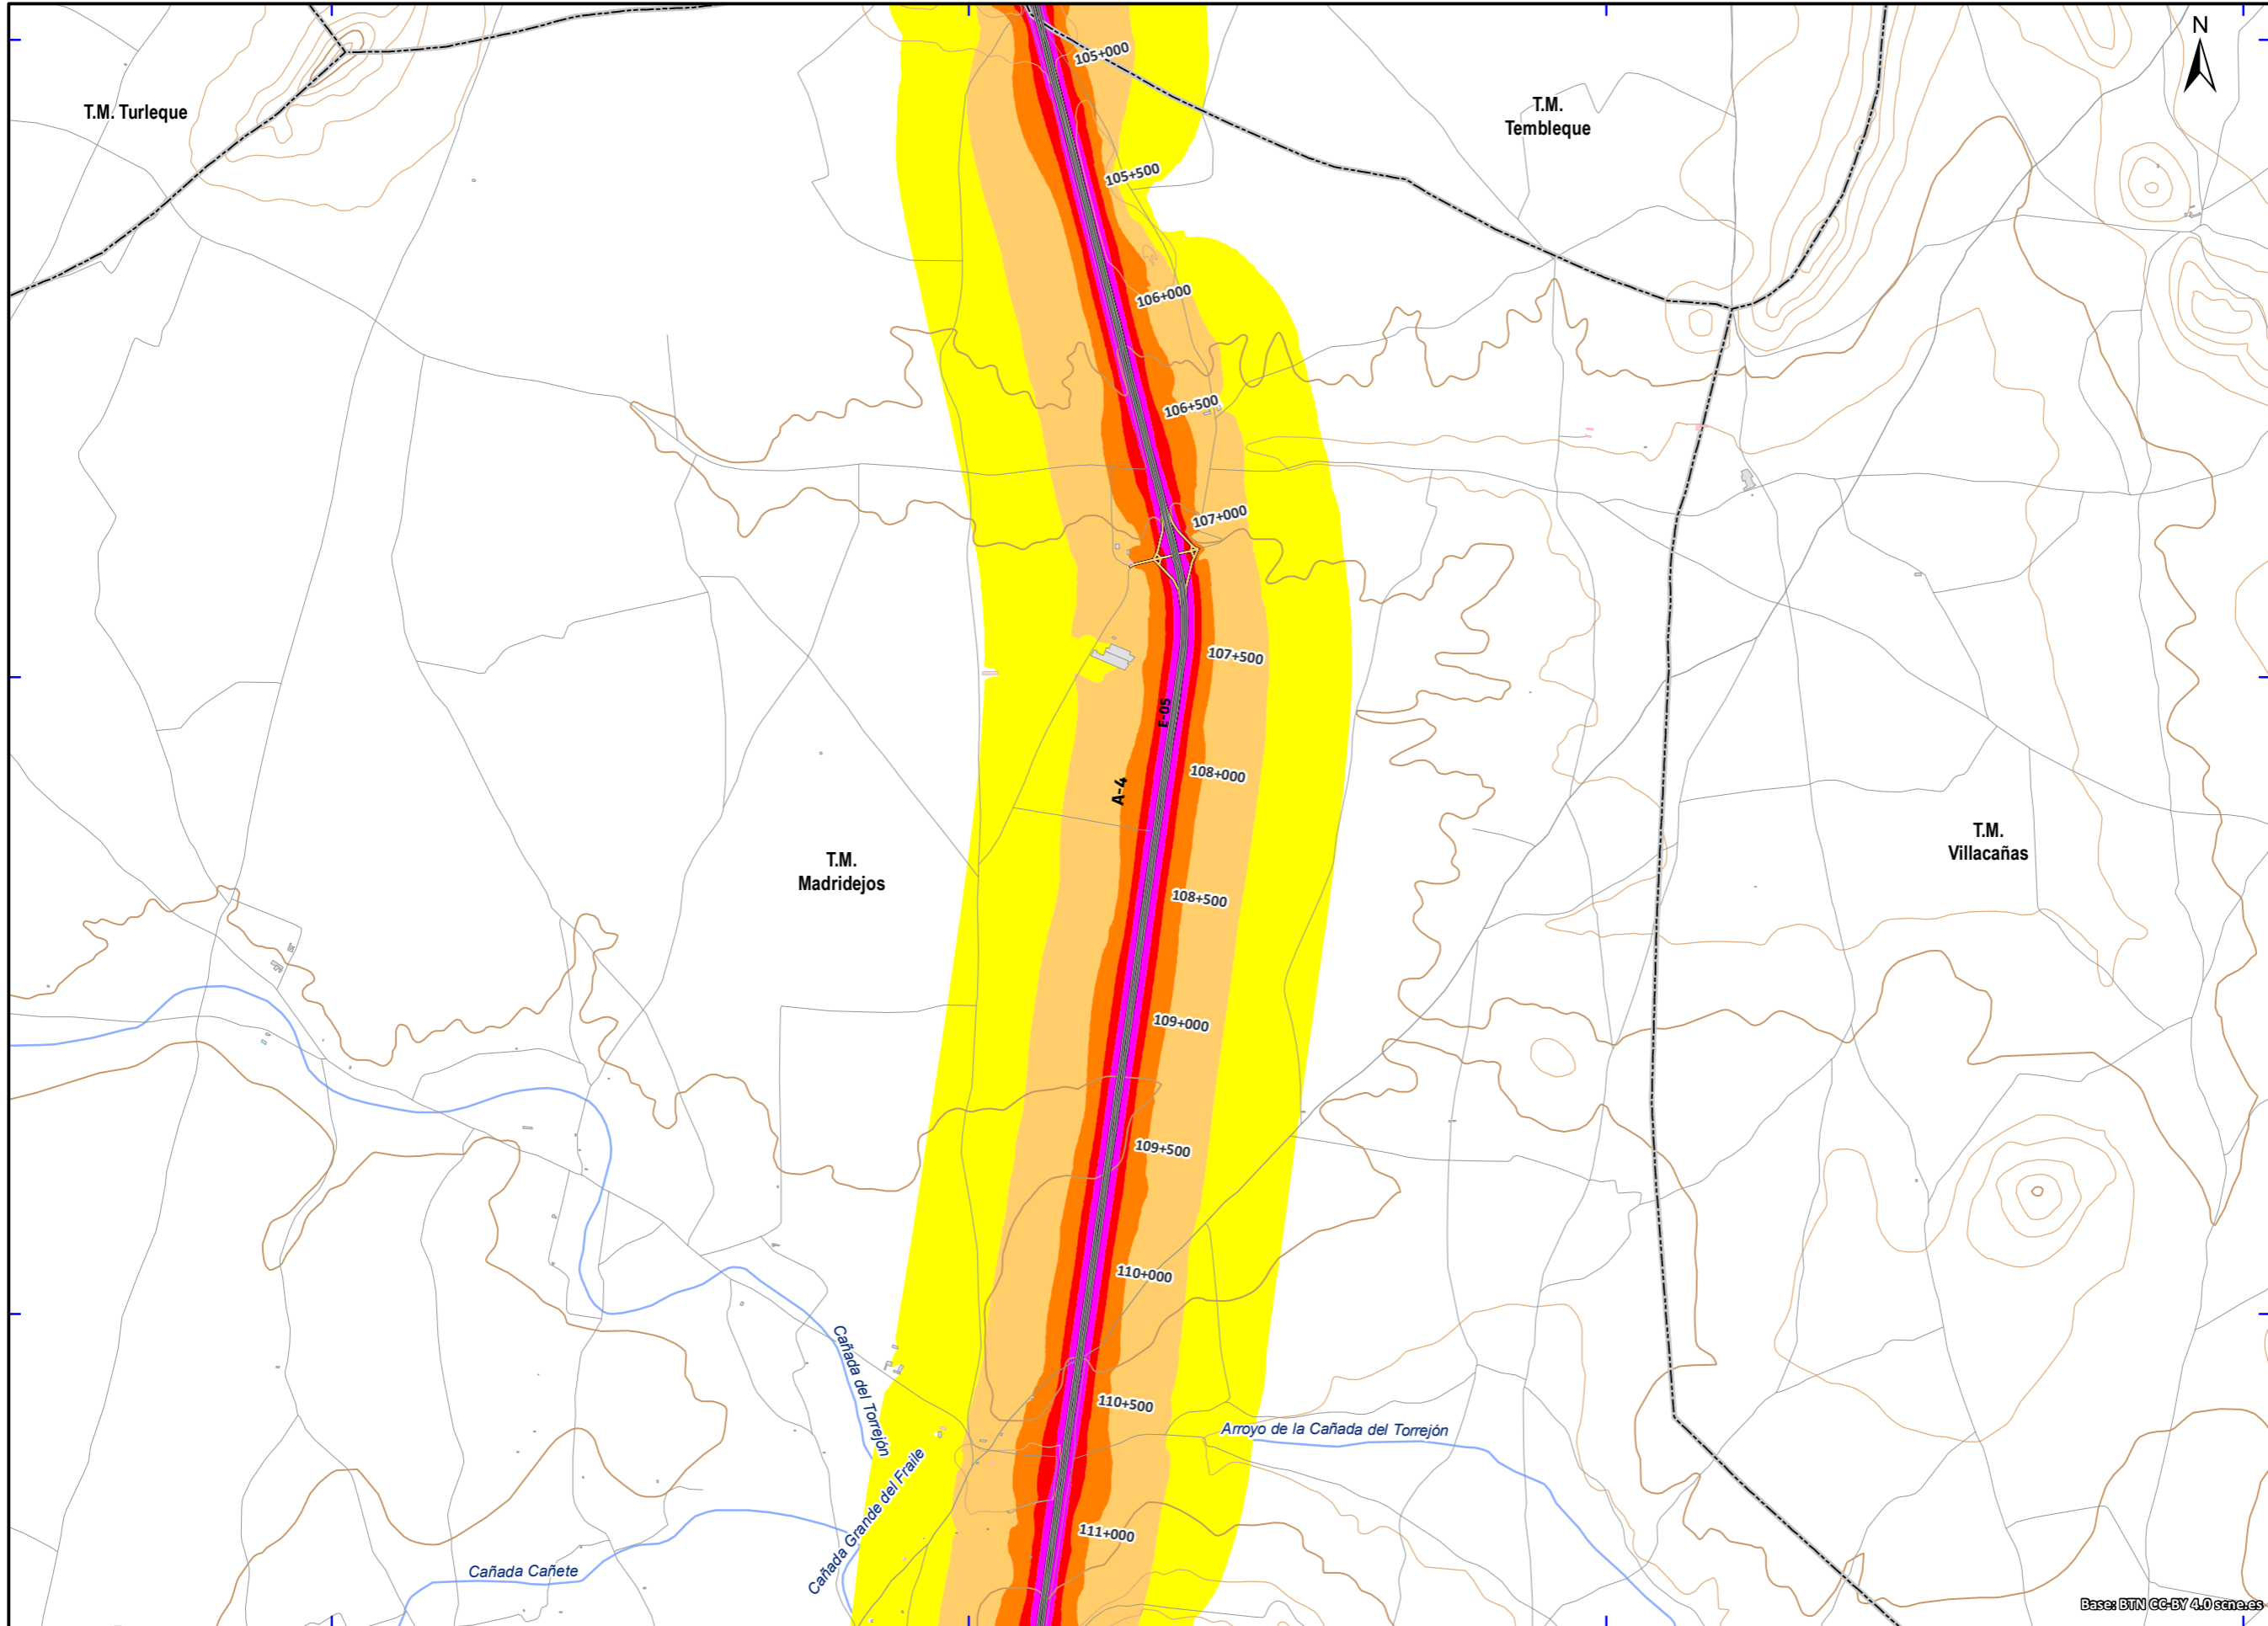 N
105+000
T.M. Turleque
T.M.
Tembleque
105+500
106+000
106+500
107+000
107+500
E-05
108+000
A-4
T.M.
Villacañas
T.M.
Madridejos
108+500
109+000
109+500
110+000
Cañada del Torrejón
110+500
Arroyo de la Cañada del Torrejón
Cañada Grande del Fraile
111+000
Cañada Cañete
Base: BTN CC-BY 4.0 scne.es